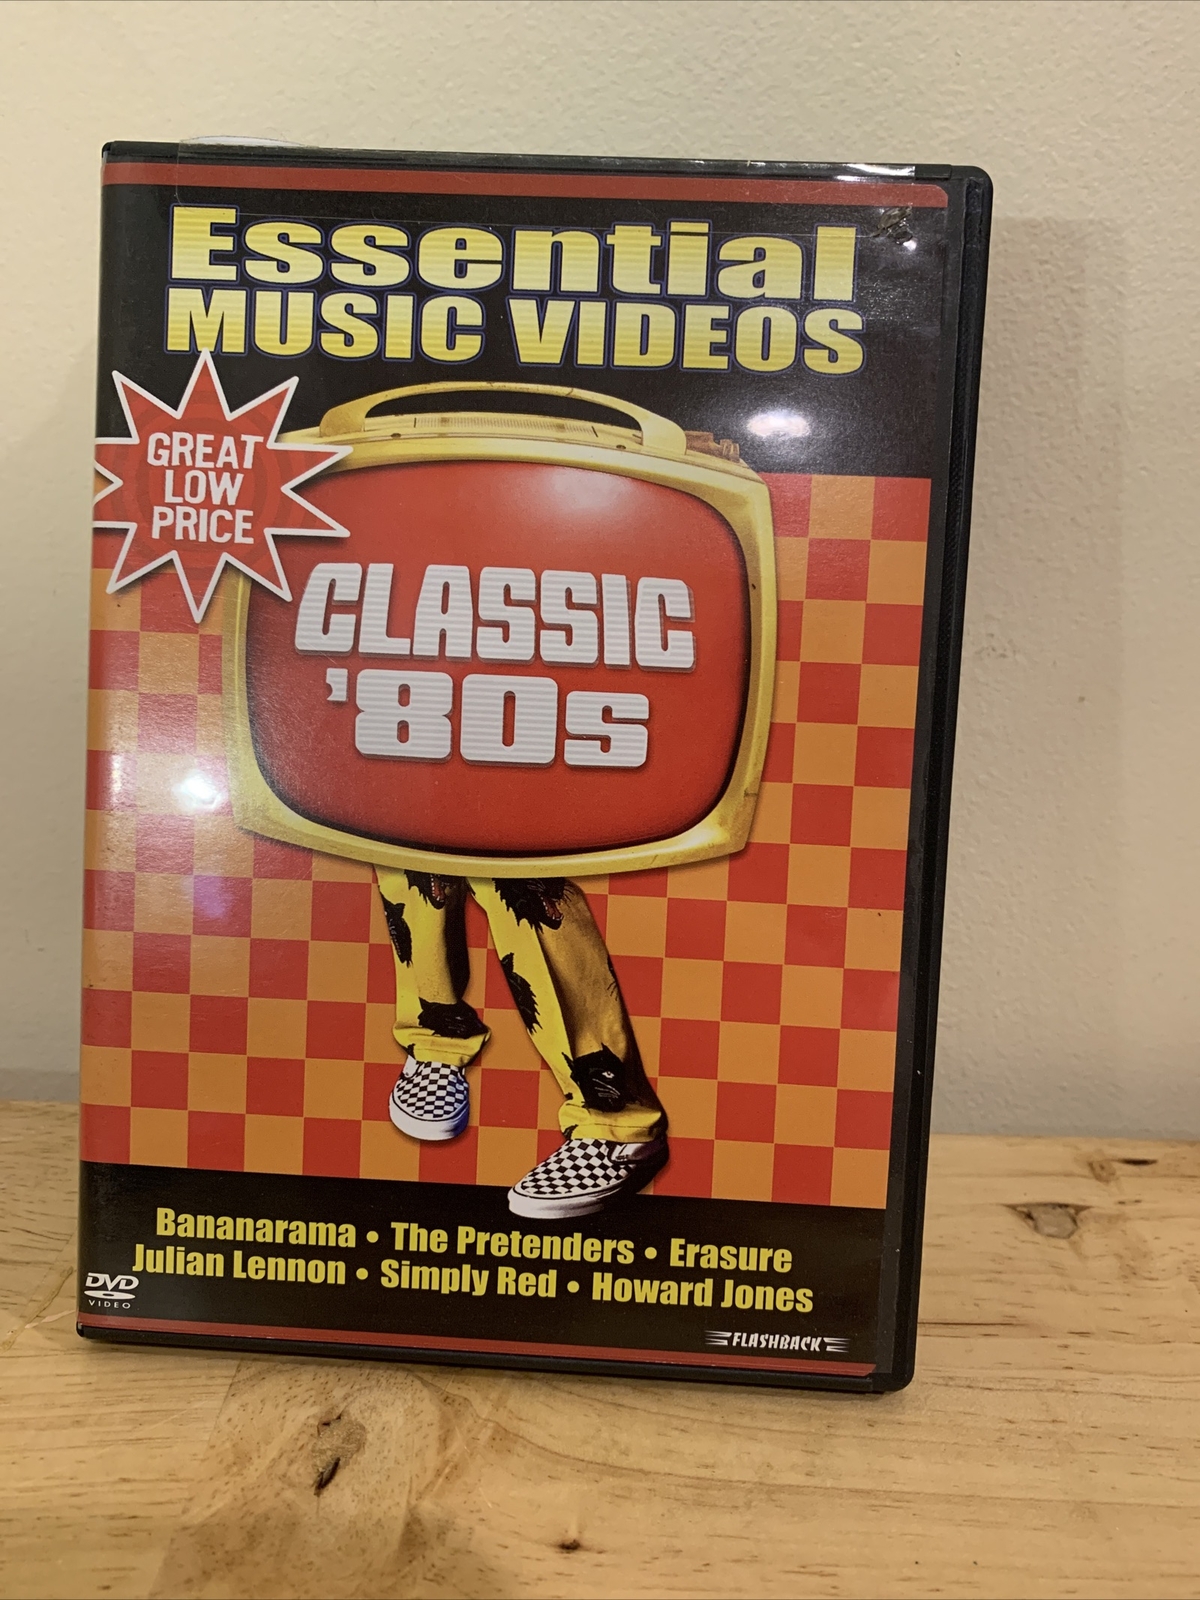 Essential
MUSIC VIDEOS
GREAT
LOW
PRICE
CLASSIC
'80s
Bananarama • The Pretenders • Erasure
Julian Lennon • Simply Red • Howard Jones
DVD
VIDEO
FLASHBACK